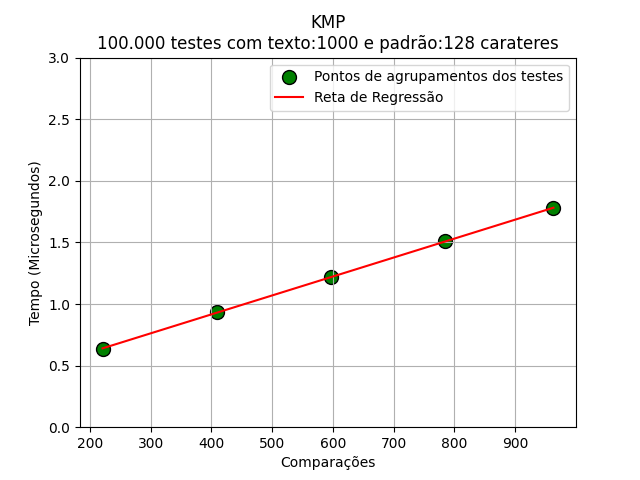 KMP
100.000 testes com texto:1000 e padrão:128 carateres
Pontos de agrupamentos dos testes
Reta de Regressão
Tempo (Microsegundos)
3.0
2.5
2.0
1.5
1.0
0.5
0.0
200 300 400 500 600 700 800 900
Comparações